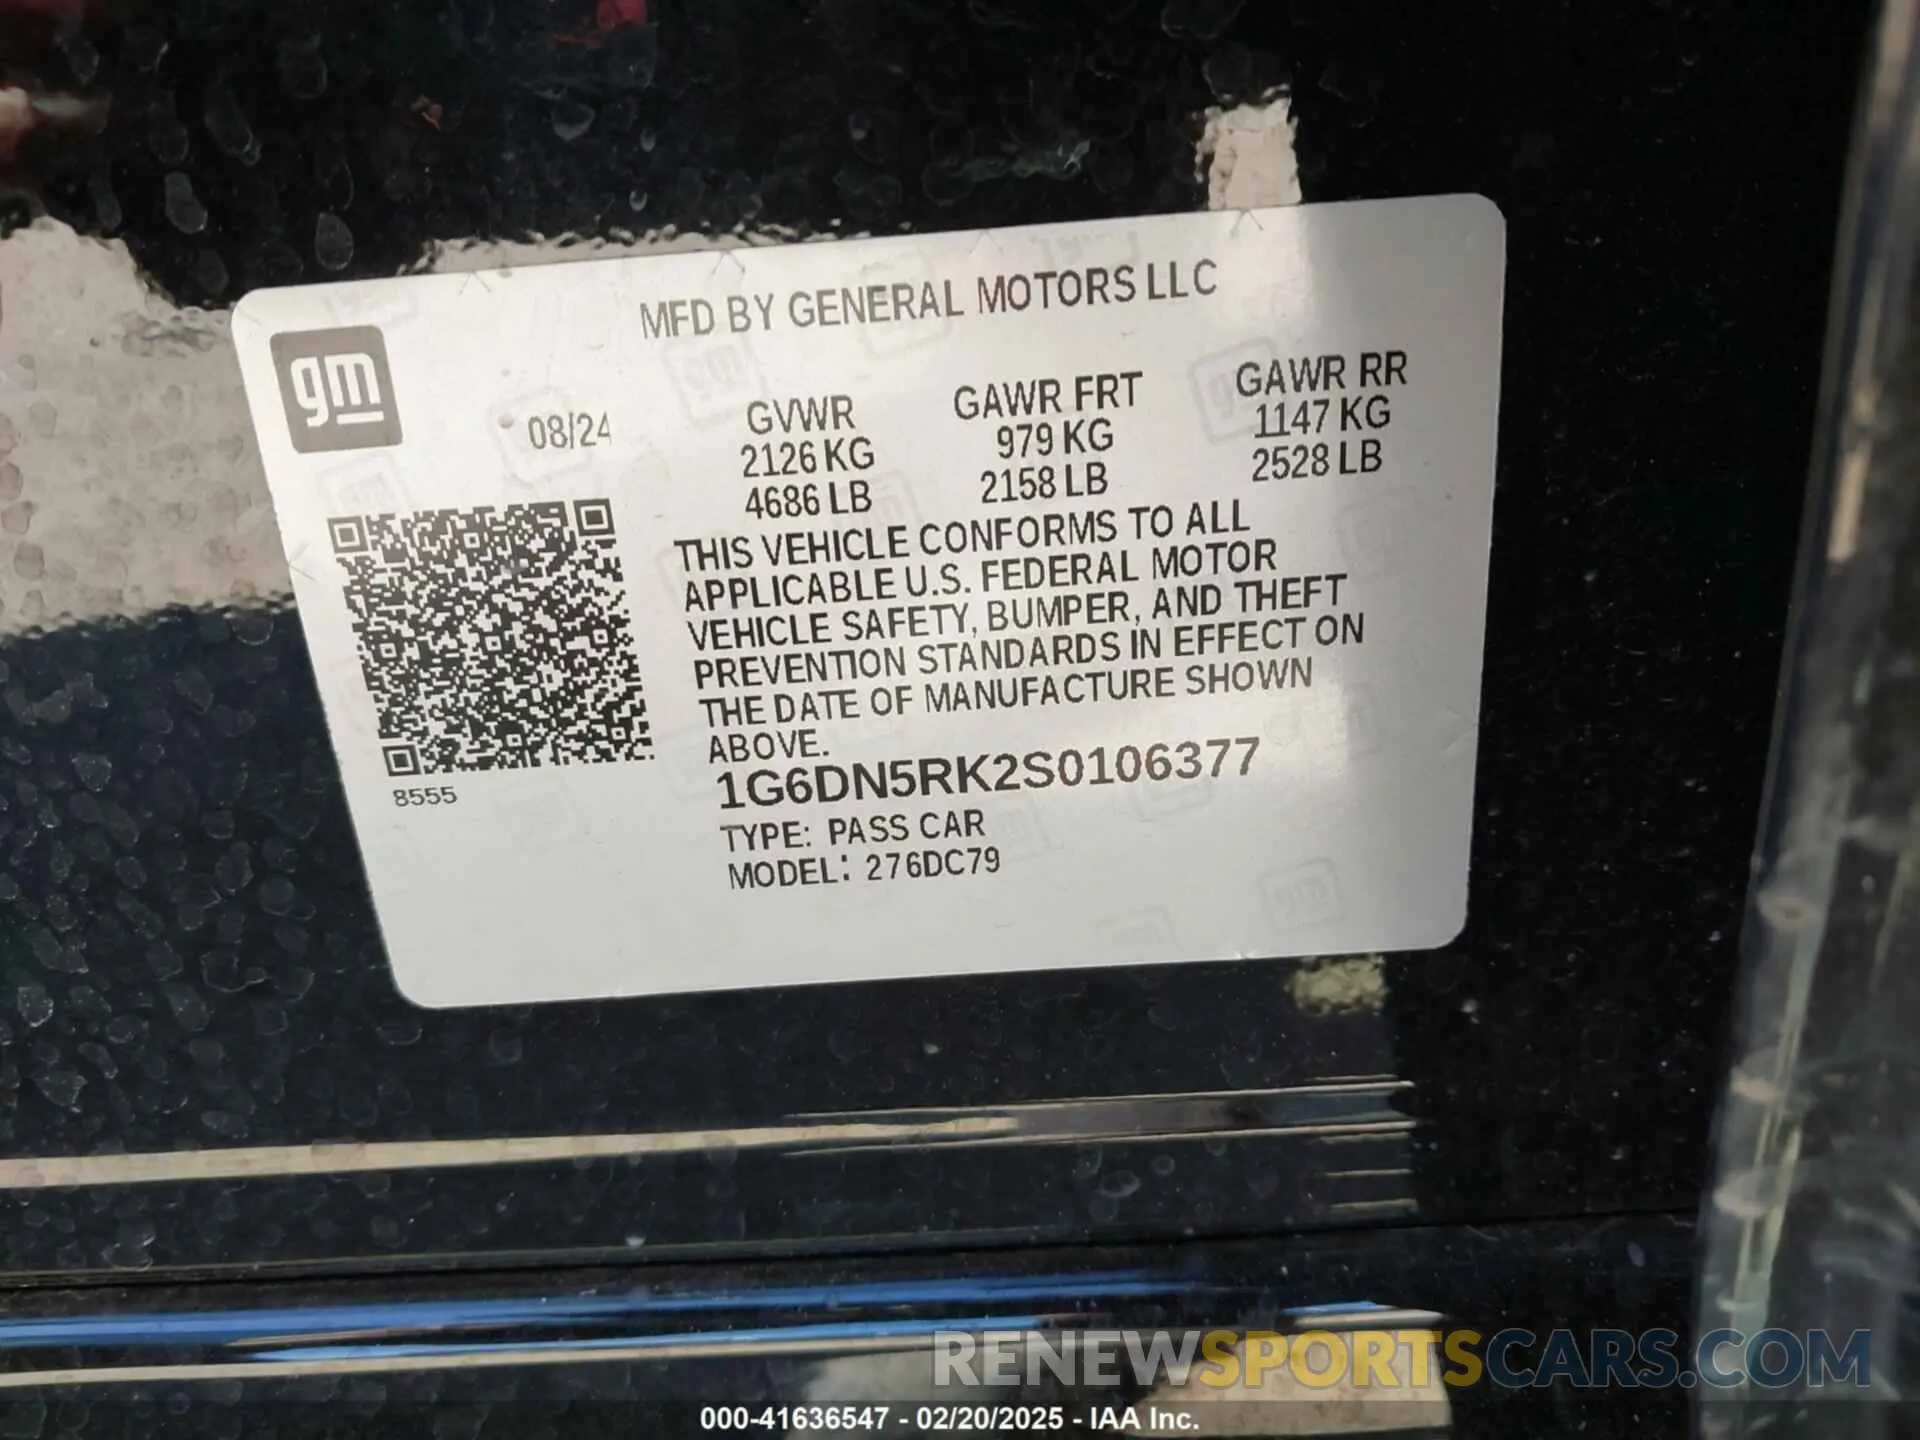 MFD BY GENERAL MOTORS LLC
gm
08/24
GVWR
2126 KG
4686 LB
GAWR FRT
979 KG
2158 LB
GAWR RR
1147 KG
2528 LB
THIS VEHICLE CONFORMS TO ALL
APPLICABLE U.S. FEDERAL MOTOR
VEHICLE SAFETY, BUMPER, AND THEFT
PREVENTION STANDARDS IN EFFECT ON
THE DATE OF MANUFACTURE SHOWN
ABOVE.
8555
1G6DN5RK2S0106377
TYPE: PASS CAR
MODEL: 276DC79
RENEWSPORTSCARS.COM
000-41636547 - 02/20/2025 - IAA Inc.